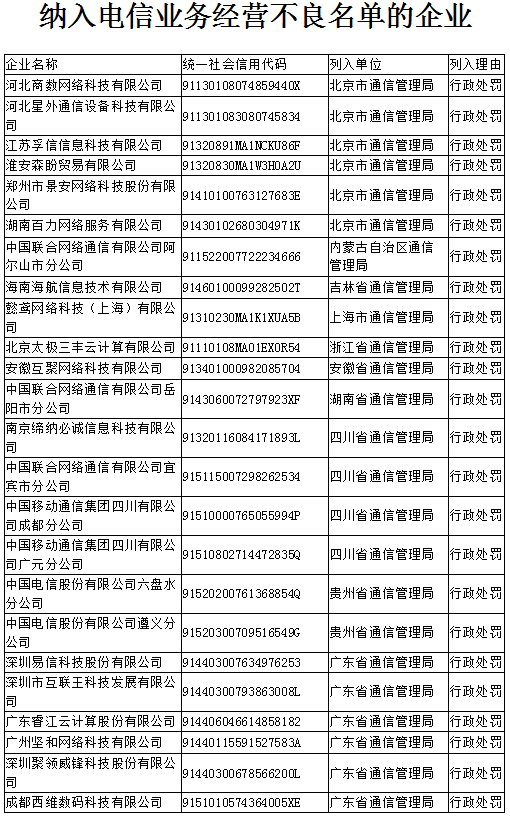 纳入电信业务经营不良名单的企业
企业名称 统一社会信用代码 列入单位 列入理由
河北商数网络科技有限公司 91130108074859440X 北京市通信管理局 行政处罚
河北星外通信设备科技有限公
司 911301083080745834 北京市通信管理局 行政处罚
江苏孚信信息科技有限公司 91320891MA1NCKU86F 北京市通信管理局 行政处罚
淮安森盼贸易有限公司 91320830MA1W3H0A2U 北京市通信管理局 行政处罚
郑州市景安网络科技股份有限
公司 91410100763127683E 北京市通信管理局 行政处罚
湖南百力网络服务有限公司 91430102680304971K 北京市通信管理局 行政处罚
中国联合网络通信有限公司阿
尔山市分公司 911522007722234666 内蒙古自治区通信
管理局 行政处罚
海南海航信息技术有限公司 91460100099282502T 吉林省通信管理局 行政处罚
懿鸢网络科技（上海）有限公
司 91310230MA1K1XUA5B 上海市通信管理局 行政处罚
北京太极三丰云计算有限公司 91110108MA01EX0R54 浙江省通信管理局 行政处罚
安徽互聚网络科技有限公司 913401000982085704 安徽省通信管理局 行政处罚
中国联合网络通信有限公司岳
阳市分公司 9143060072797923XF 湖南省通信管理局 行政处罚
南京缔纳必诚信息科技有限公
司 91320116084171893L 四川省通信管理局 行政处罚
中国联合网络通信有限公司宜
宾市分公司 915115007298262534 四川省通信管理局 行政处罚
中国移动通信集团四川有限公
司成都分公司 91510000765055994P 四川省通信管理局 行政处罚
中国移动通信集团四川有限公
司广元分公司 91510802714472835Q 四川省通信管理局 行政处罚
中国电信股份有限公司六盘水
分公司 91520200761368854Q 贵州省通信管理局 行政处罚
中国电信股份有限公司遵义分
公司 91520300709516549G 贵州省通信管理局 行政处罚
深圳易信科技股份有限公司 914403007634976253 广东省通信管理局 行政处罚
深圳市互联王科技发展有限公
司 91440300793863008L 广东省通信管理局 行政处罚
广东睿江云计算股份有限公司 914406046614858182 广东省通信管理局 行政处罚
广州坚和网络科技有限公司 91440115591527583A 广东省通信管理局 行政处罚
深圳聚领威锋科技股份有限公
司 91440300678566200L 广东省通信管理局 行政处罚
成都西维数码科技有限公司 9151010574364005XE 广东省通信管理局 行政处罚